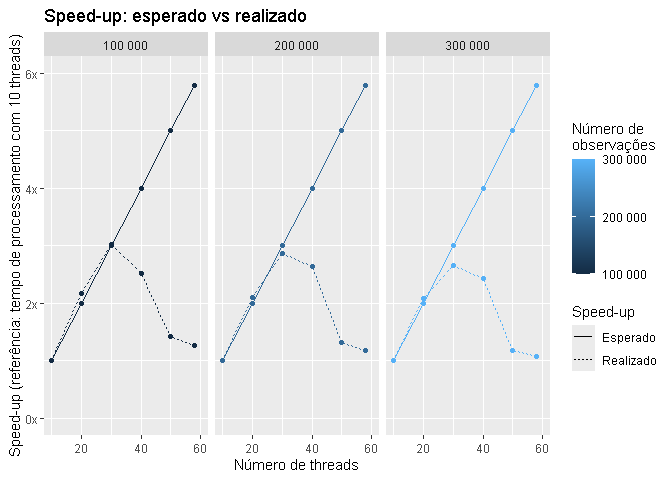 Speed-up: esperado vs realizado
100 000
200 000
300 000
Speed-up (referência: tempo de processamento com 10 threads)
6x
4x
2x
0x
20
40
60
20
40
60
20
40
60
Número de threads
Número de
observações
300 000
200 000
100 000
Speed-up
Esperado
Realizado